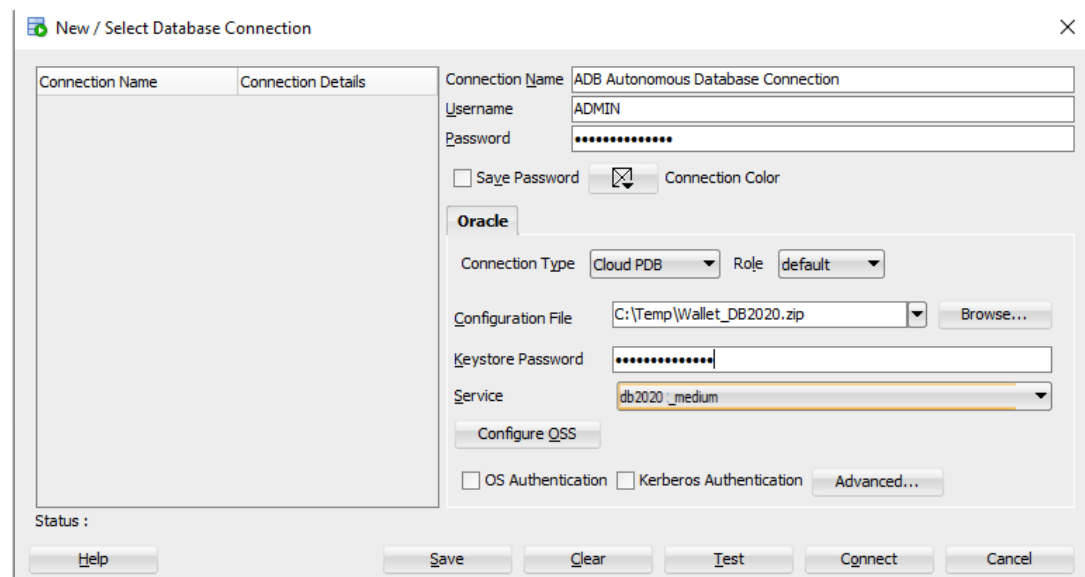 New / Select Database Connection
Connection Name Connection Details
Connection Name ADB Autonomous Database Connection
Username ADMIN
Password ••••••••••••••
Save Password Connection Color
Oracle
Connection Type Cloud PDB Role default
Configuration File C:\Temp\Wallet_DB2020.zip Browse...
Keystore Password ••••••••••••••
Service db2020 :_medium
Configure OSS
OS Authentication Kerberos Authentication Advanced...
Status :
Help Save Clear Test Connect Cancel